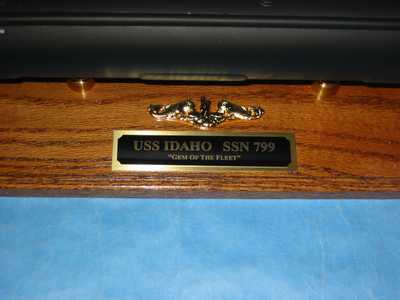 USS IDAHO SSN 799
"GEM OF THE FLEET"